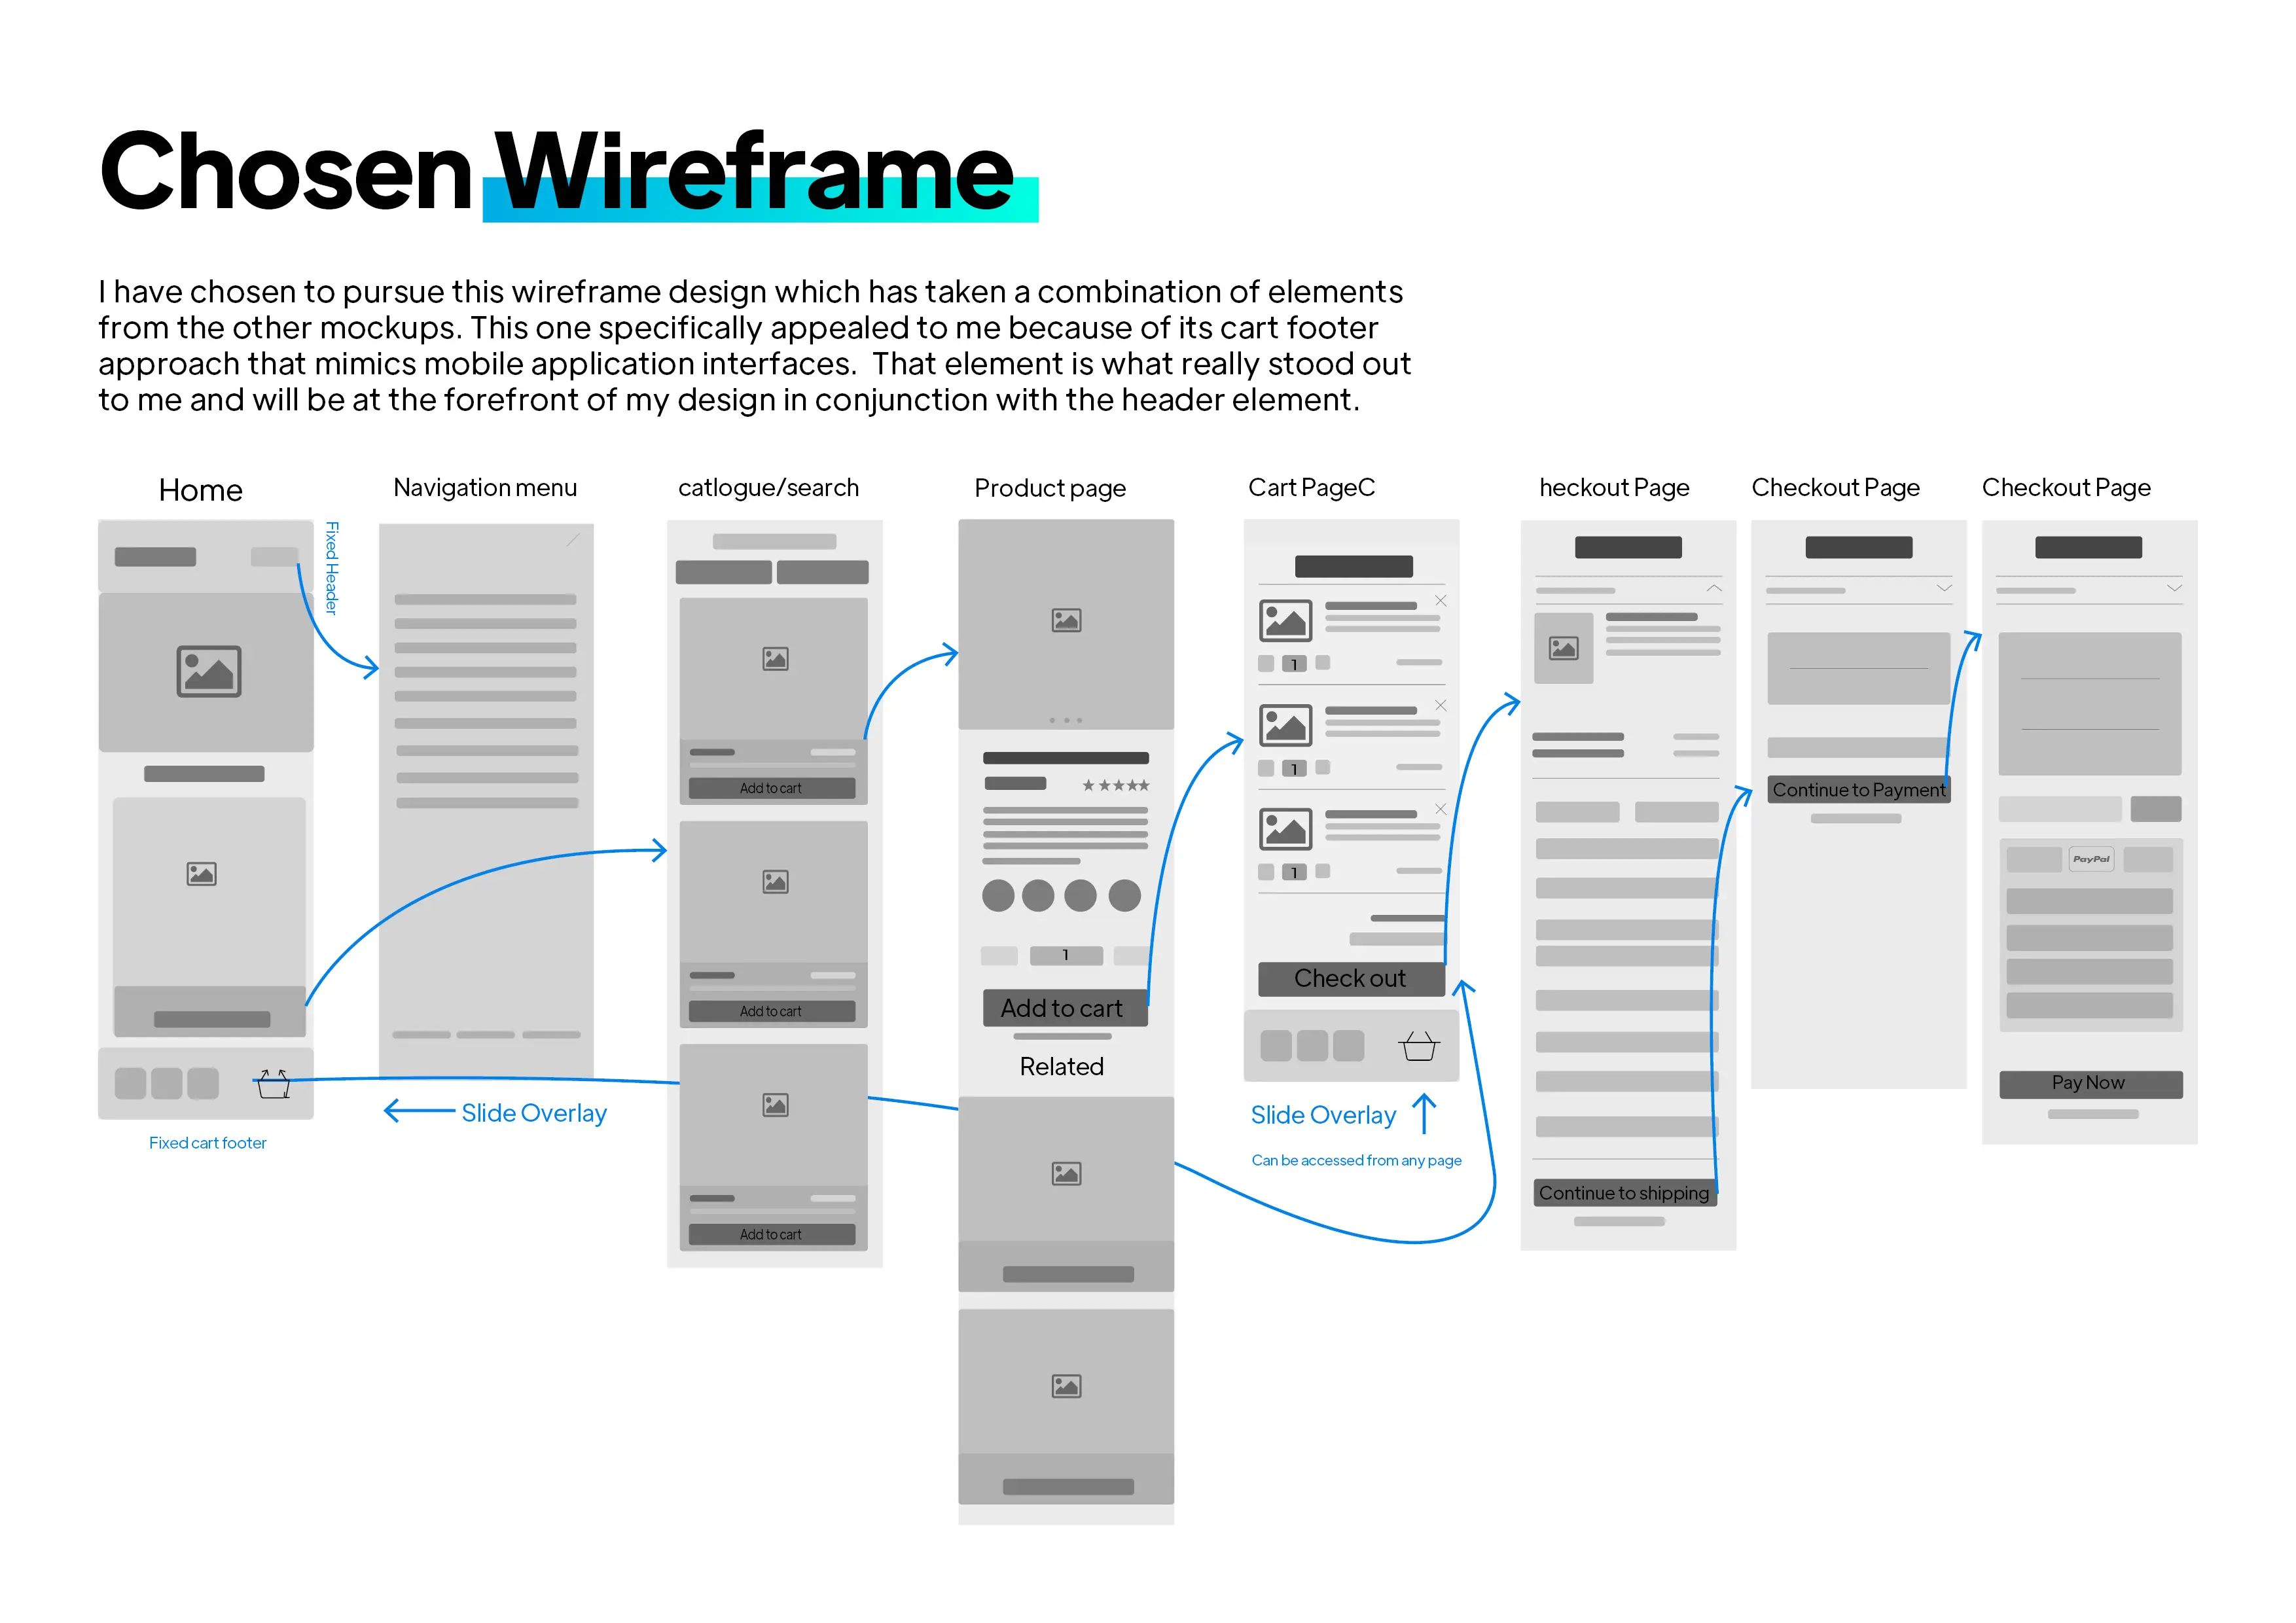 Chosen Wireframe
I have chosen to pursue this wireframe design which has taken a combination of elements
from the other mockups. This one specifically appealed to me because of its cart footer
approach that mimics mobile application interfaces.  That element is what really stood out
to me and will be at the forefront of my design in conjunction with the header element.
Home
Navigation menu
catlogue/search
Product page
Cart PageC
heckout Page
Checkout Page
Checkout Page
Fixed Header
Fixed cart footer
Slide Overlay
Add to cart
Add to cart
Add to cart
1
Add to cart
Related
1
1
1
Check out
Slide Overlay
Can be accessed from any page
Continue to shipping
Continue to Payment
PayPal
Pay Now